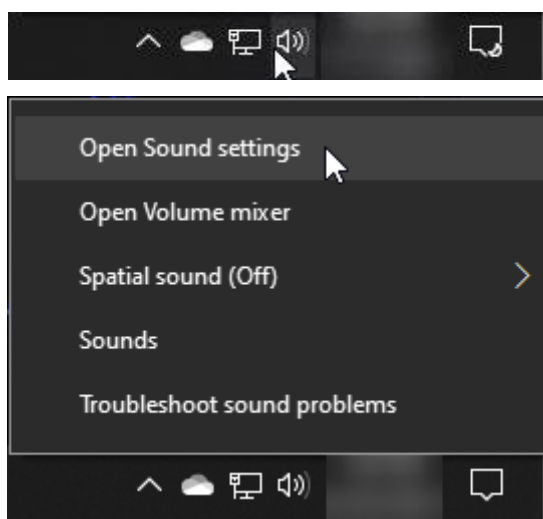 Open Sound settings
Open Volume mixer
Spatial sound (Off)
Sounds
Troubleshoot sound problems